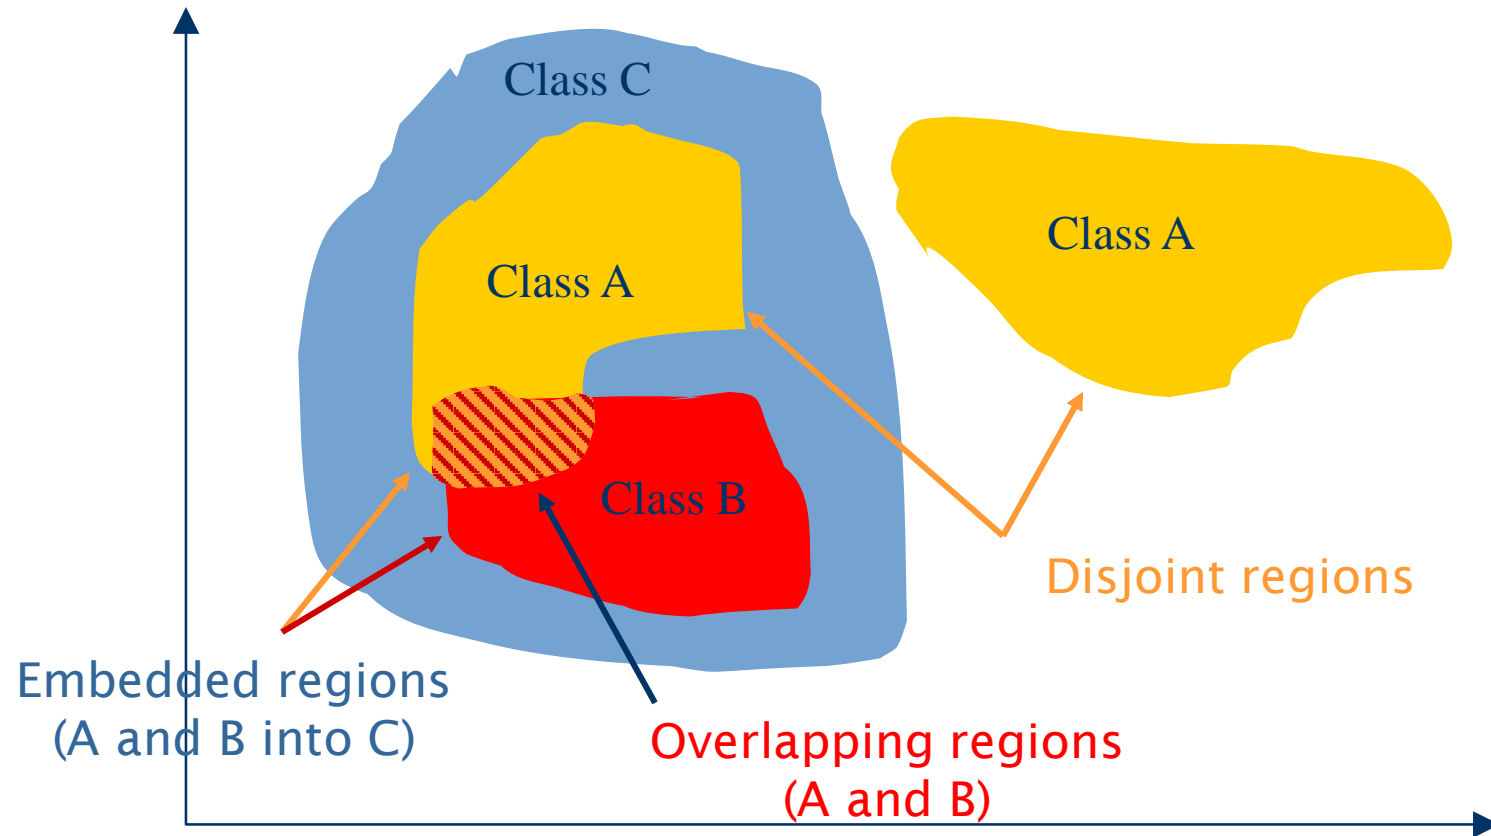 Class C
Class A
Class A
Class B
Disjoint regions
Embedded regions
(A and B into C)
Overlapping regions
(A and B)